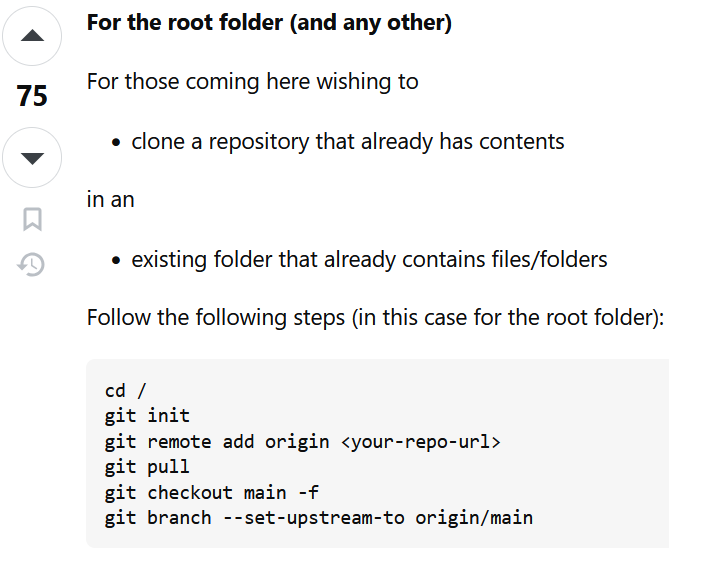 For the root folder (and any other)
75
For those coming here wishing to
• clone a repository that already has contents
in an
• existing folder that already contains files/folders
Follow the following steps (in this case for the root folder):
cd /
git init
git remote add origin <your-repo-url>
git pull
git checkout main -f
git branch --set-upstream-to origin/main